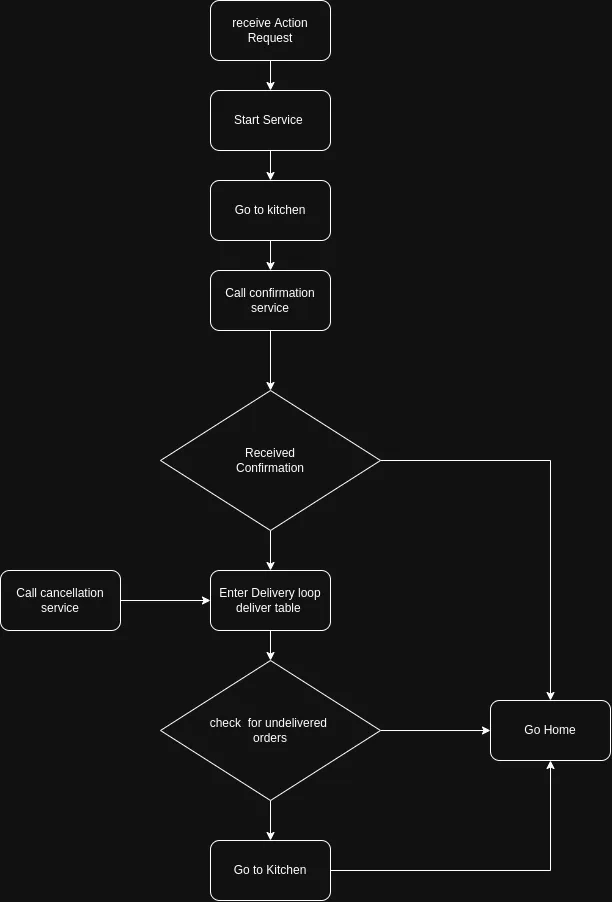 receive Action
Request
Start Service
Go to kitchen
Call confirmation
service
Received
Confirmation
Call cancellation
service
Enter Delivery loop
deliver table
check  for undelivered
orders
Go Home
Go to Kitchen